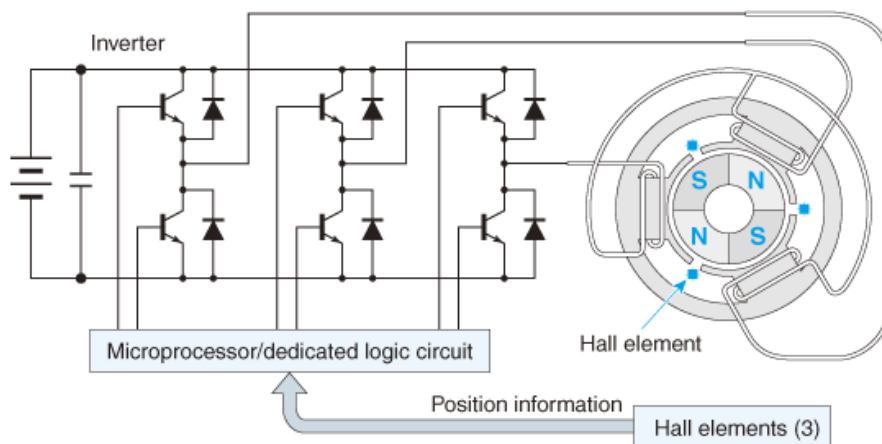 Inverter
S N
N S
Hall element
Microprocessor/dedicated logic circuit
Position information
Hall elements (3)